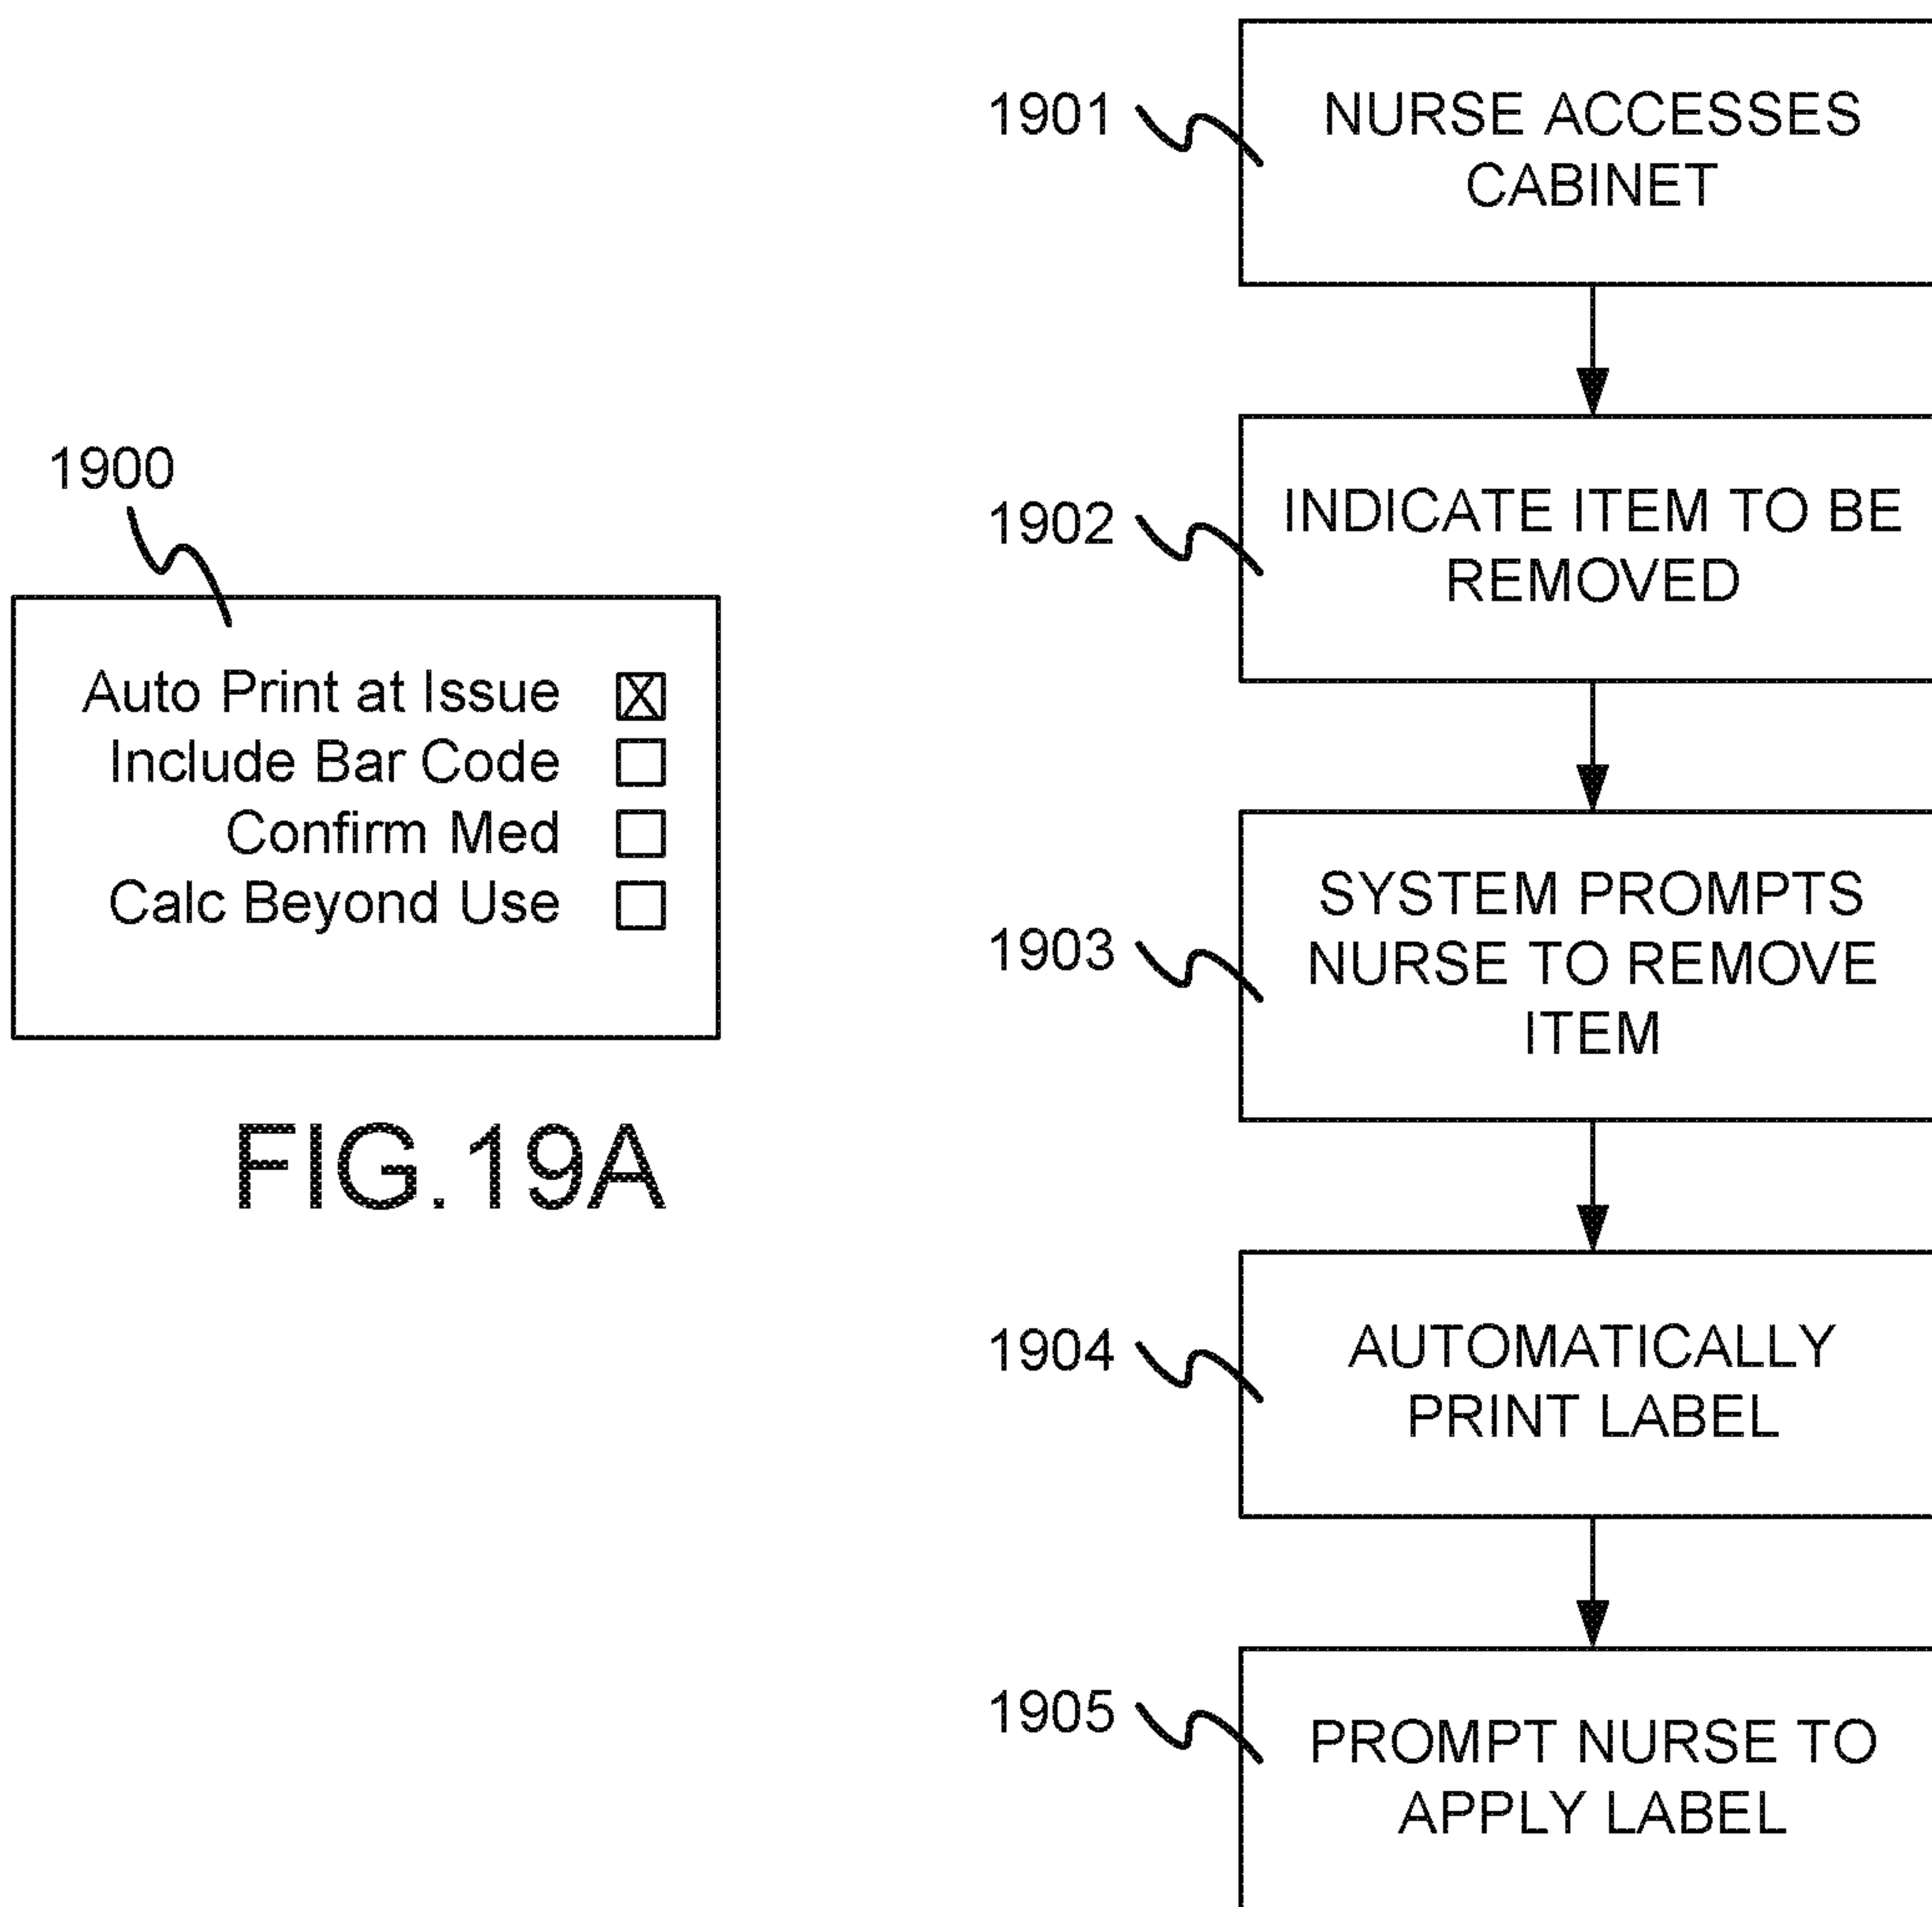 1900
Auto Print at Issue
Include Bar Code
Confirm Med
Calc Beyond Use
FIG.19A
1901
NURSE ACCESSES
CABINET
1902
INDICATE ITEM TO BE
REMOVED
1903
SYSTEM PROMPTS
NURSE TO REMOVE
ITEM
1904
AUTOMATICALLY
PRINT LABEL
1905
PROMPT NURSE TO
APPLY LABEL